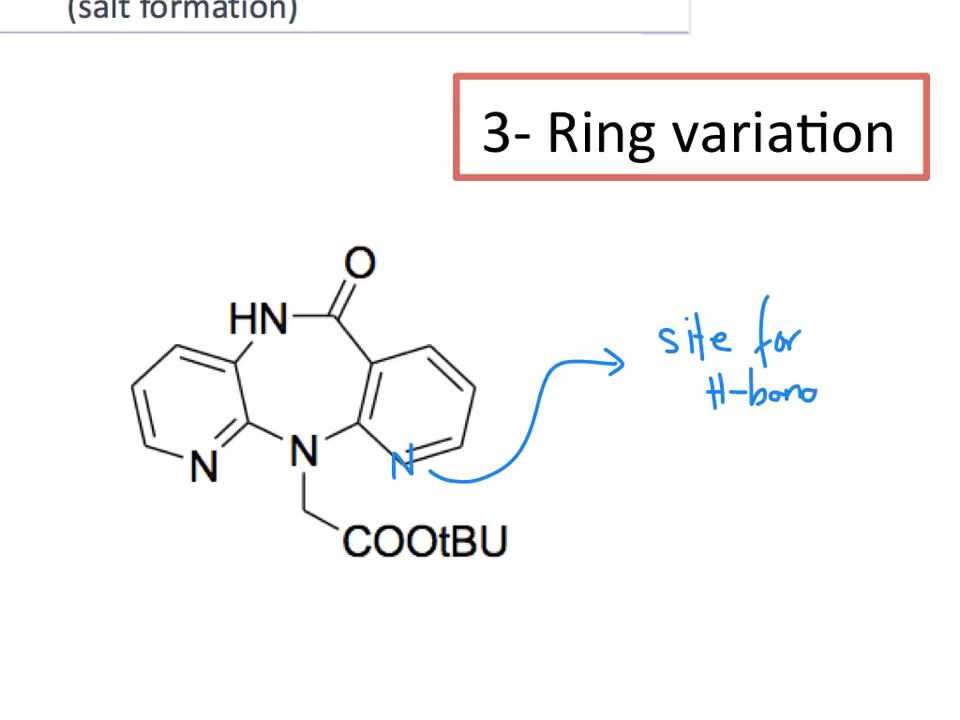 (salt formation)
3- Ring variation
O
HN
site for
H-bond
N
N
N
COOtBU